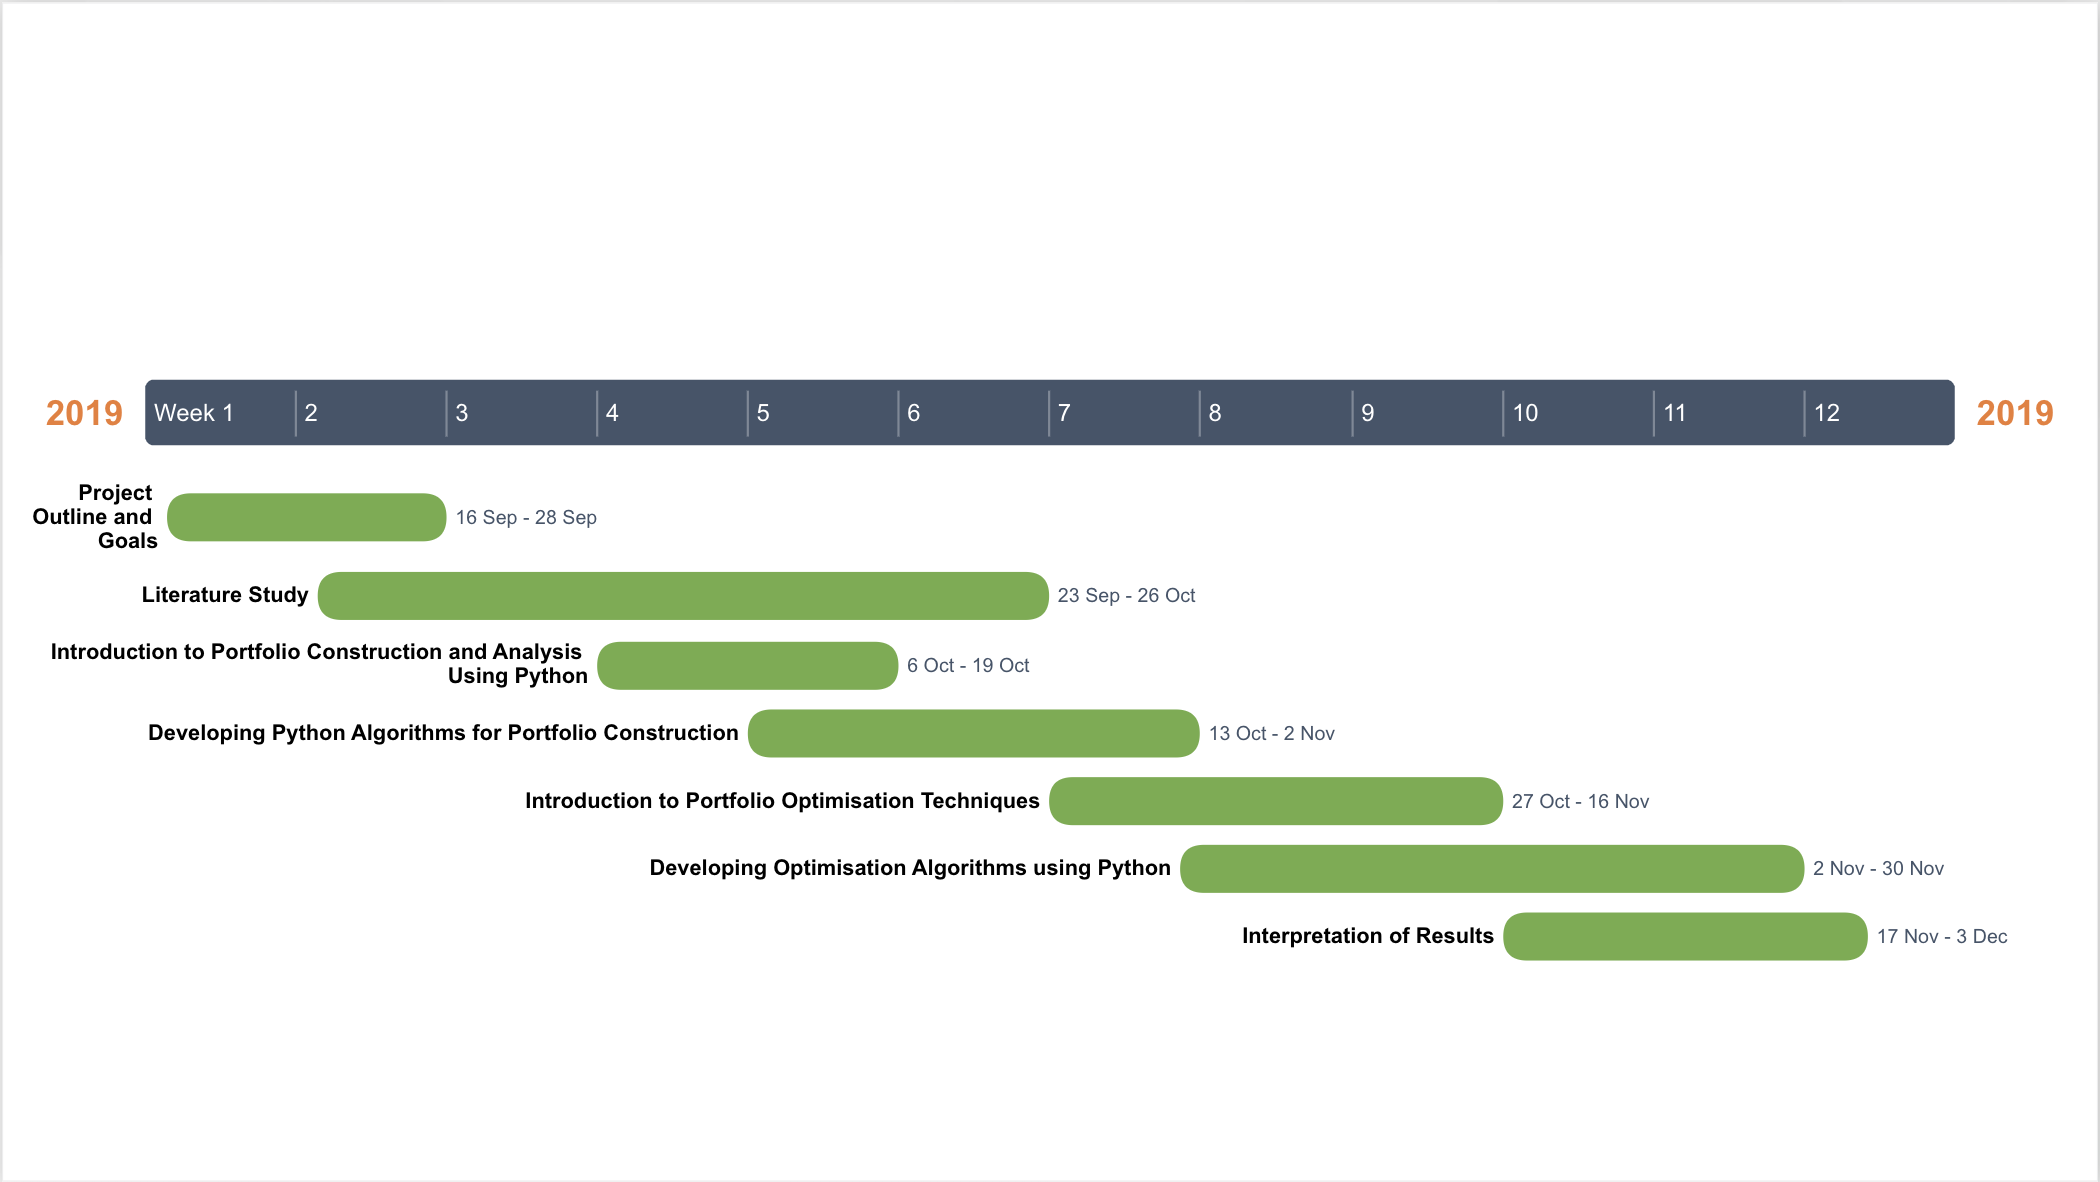 2019 Week 1 2 3 4 5 6 7 8 9 10 11 12 2019
Project
Outline and
Goals
16 Sep - 28 Sep
Literature Study 23 Sep - 26 Oct
Introduction to Portfolio Construction and Analysis
Using Python
6 Oct - 19 Oct
Developing Python Algorithms for Portfolio Construction 13 Oct - 2 Nov
Introduction to Portfolio Optimisation Techniques 27 Oct - 16 Nov
Developing Optimisation Algorithms using Python 2 Nov - 30 Nov
Interpretation of Results 17 Nov - 3 Dec